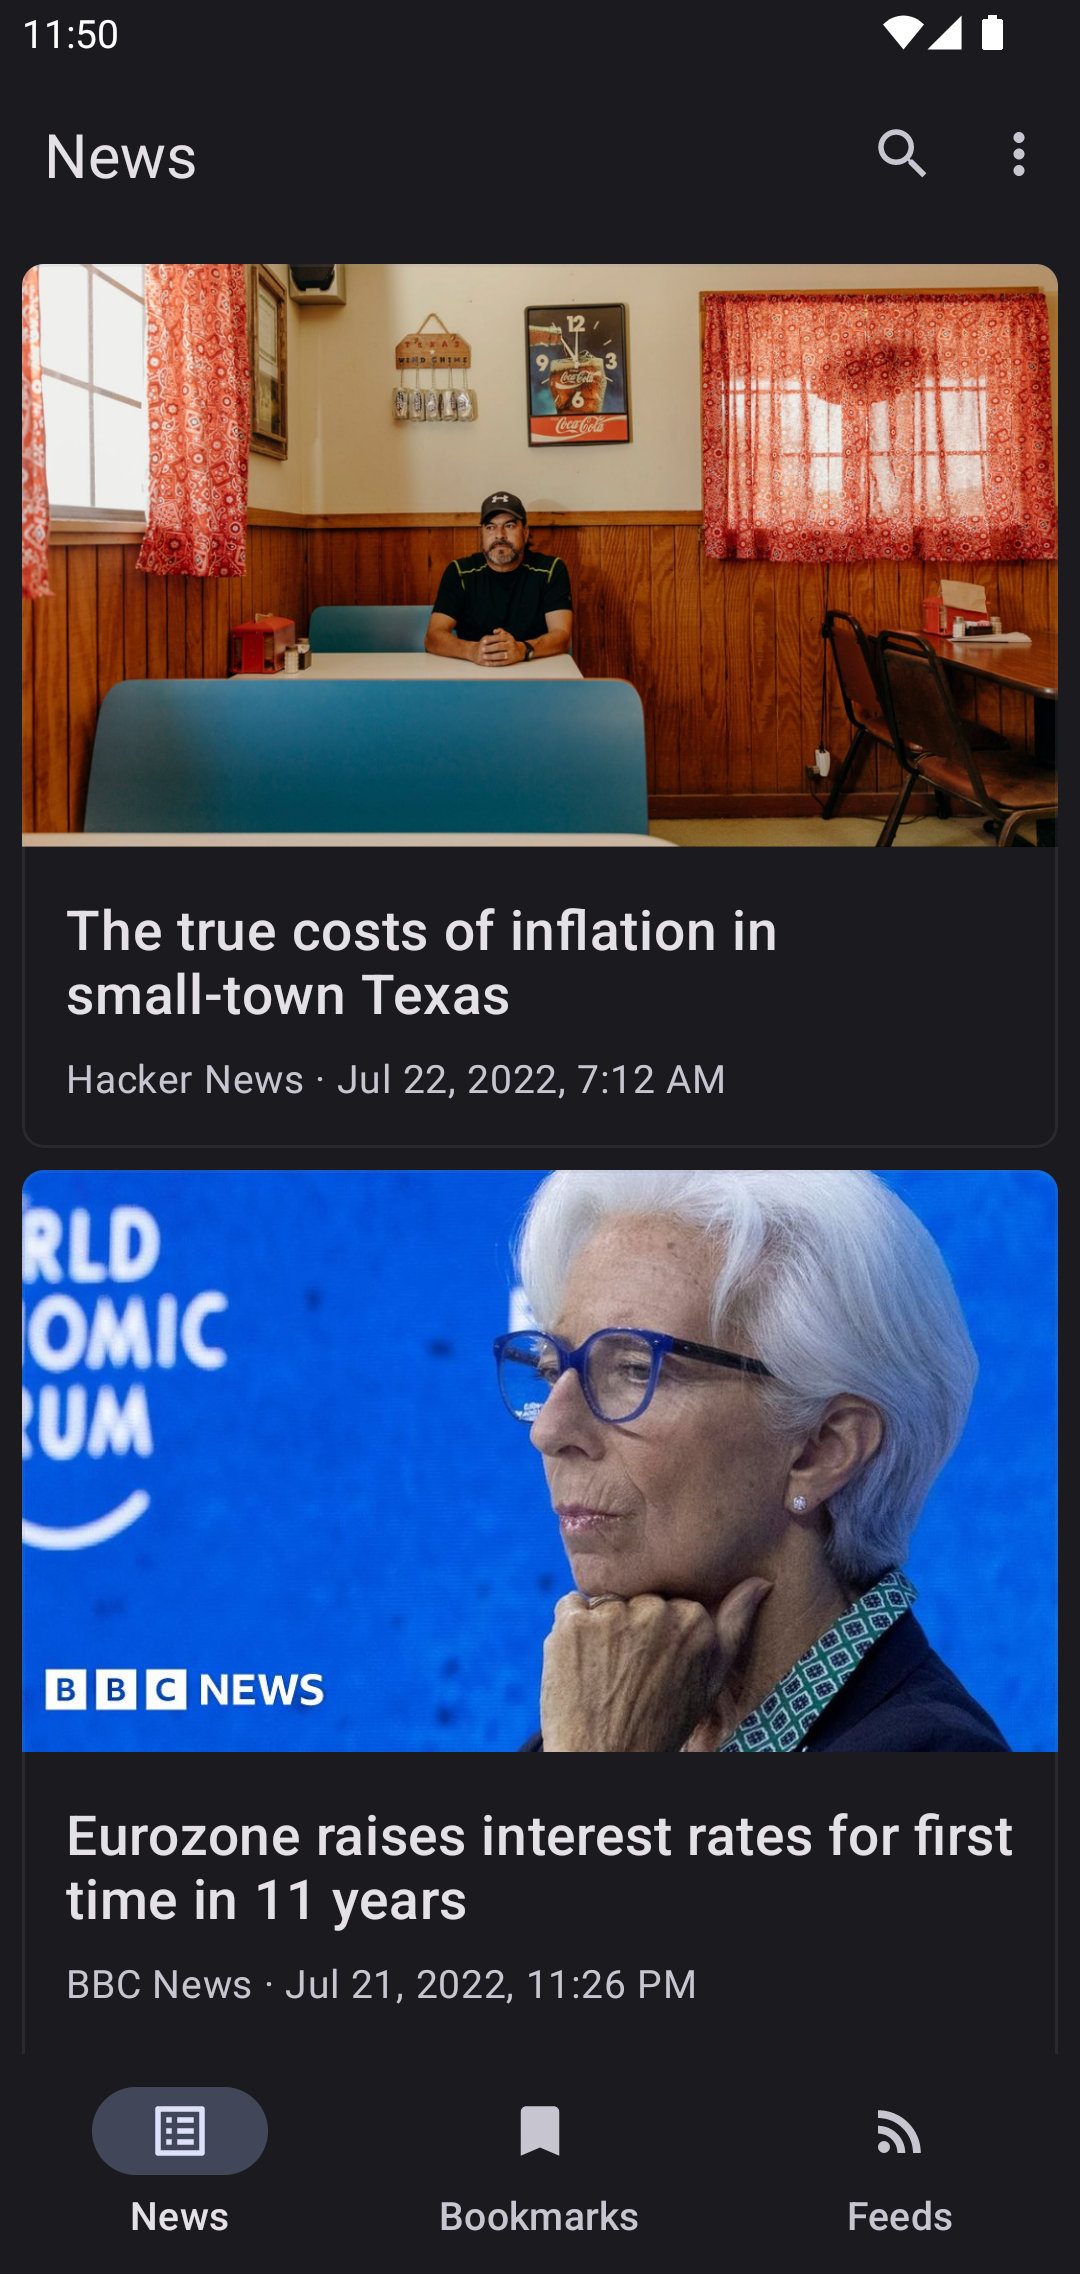 11:50
News
TEXAS
WIND CHIME
12
9 3
Coca-Cola
6
Coca-Cola
The true costs of inflation in
small-town Texas
Hacker News · Jul 22, 2022, 7:12 AM
RLD
OMIC
RUM
BBC NEWS
Eurozone raises interest rates for first
time in 11 years
BBC News · Jul 21, 2022, 11:26 PM
News Bookmarks Feeds